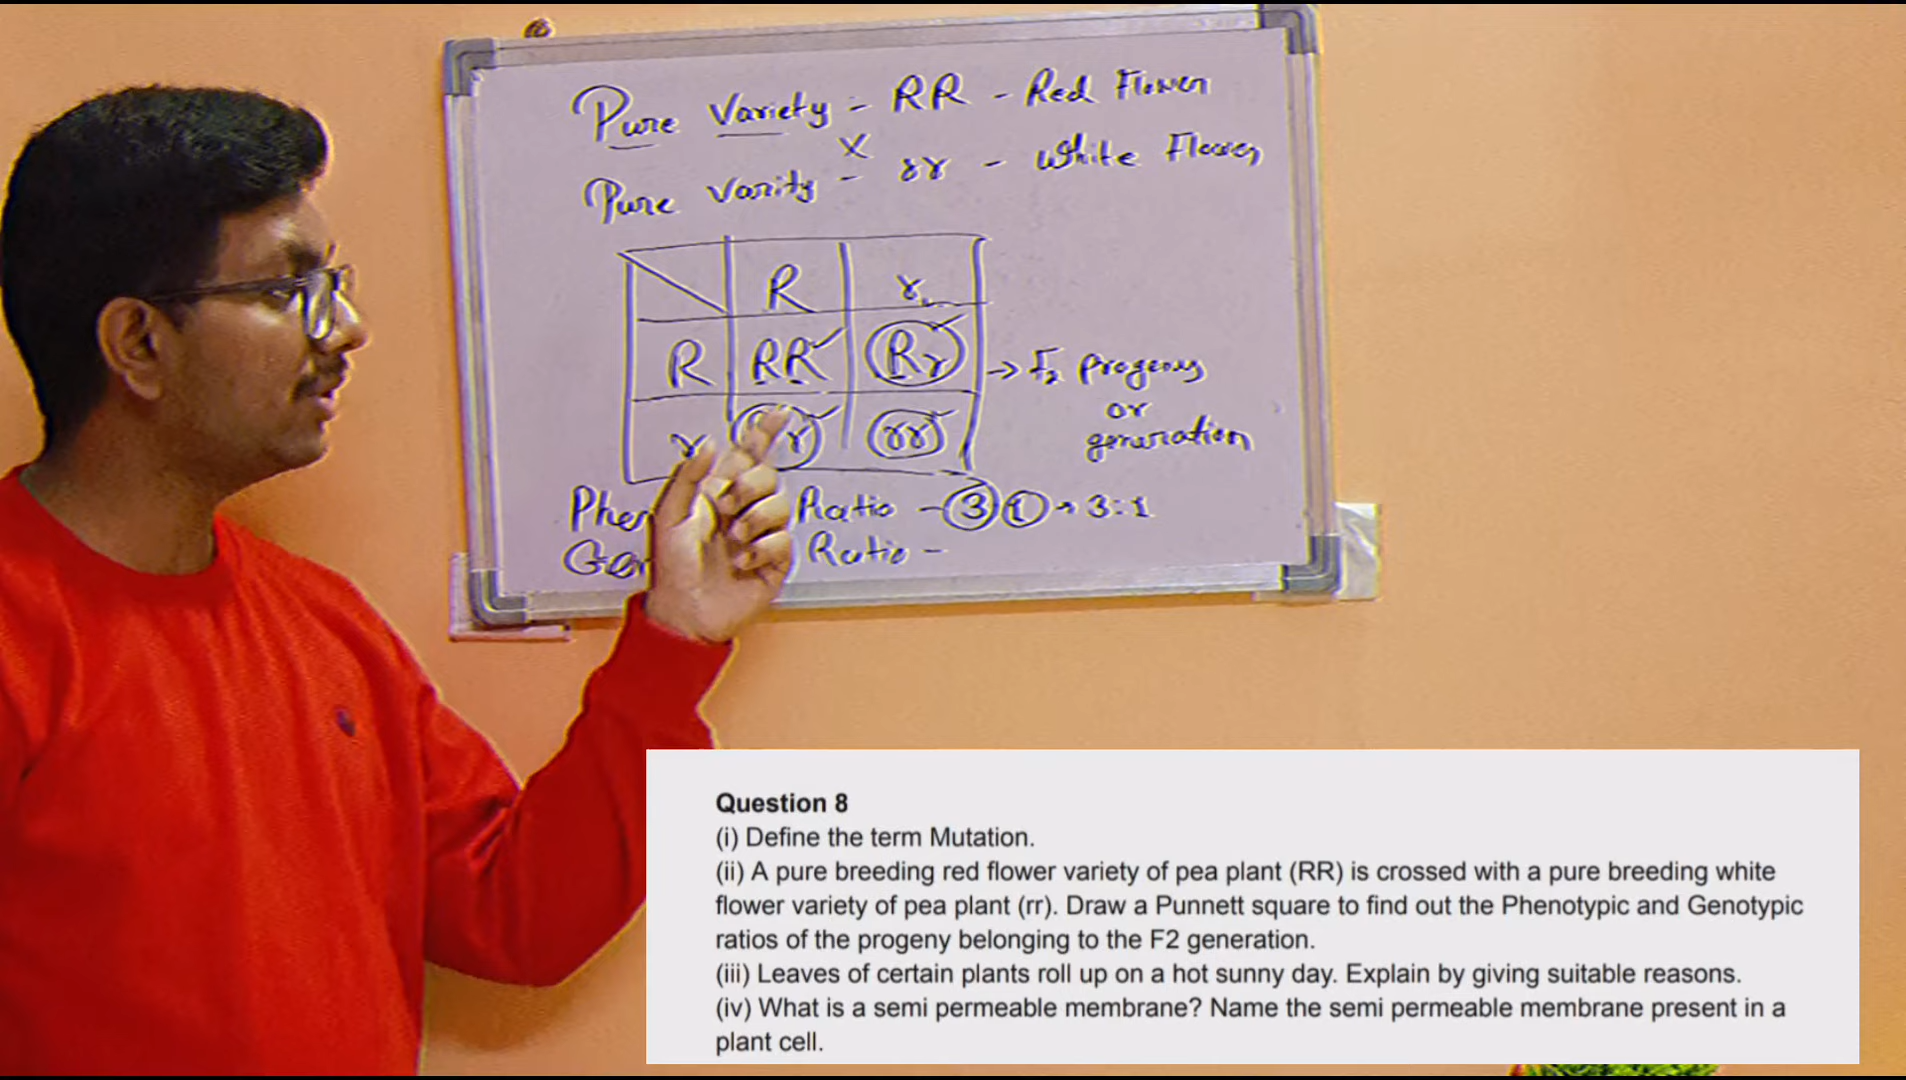 Pure Variety - RR - Red Flower
X
Pure Varity - rr - White Flower
R r
R RR Rr → F2 progeny
or
r r rr generation
Ratio - 3 1 → 3:1
Ratio -
Question 8
(i) Define the term Mutation.
(ii) A pure breeding red flower variety of pea plant (RR) is crossed with a pure breeding white
flower variety of pea plant (rr). Draw a Punnett square to find out the Phenotypic and Genotypic
ratios of the progeny belonging to the F2 generation.
(iii) Leaves of certain plants roll up on a hot sunny day. Explain by giving suitable reasons.
(iv) What is a semi permeable membrane? Name the semi permeable membrane present in a
plant cell.